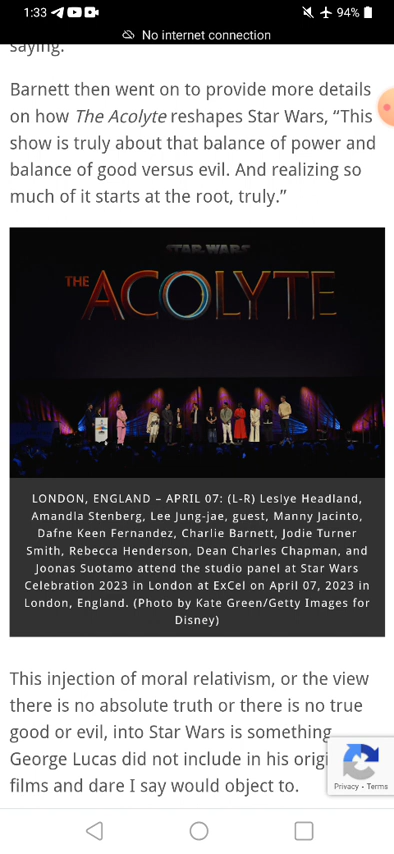 1:33
94%
No internet connection
saying.
Barnett then went on to provide more details
on how The Acolyte reshapes Star Wars, “This
show is truly about that balance of power and
balance of good versus evil. And realizing so
much of it starts at the root, truly.”
STAR WARS
THE ACOLYTE
LONDON, ENGLAND – APRIL 07: (L-R) Leslye Headland,
Amandla Stenberg, Lee Jung-jae, guest, Manny Jacinto,
Dafne Keen Fernandez, Charlie Barnett, Jodie Turner
Smith, Rebecca Henderson, Dean Charles Chapman, and
Joonas Suotamo attend the studio panel at Star Wars
Celebration 2023 in London at ExCel on April 07, 2023 in
London, England. (Photo by Kate Green/Getty Images for
Disney)
This injection of moral relativism, or the view
there is no absolute truth or there is no true
good or evil, into Star Wars is something
George Lucas did not include in his origi
films and dare I say would object to.
Privacy - Terms